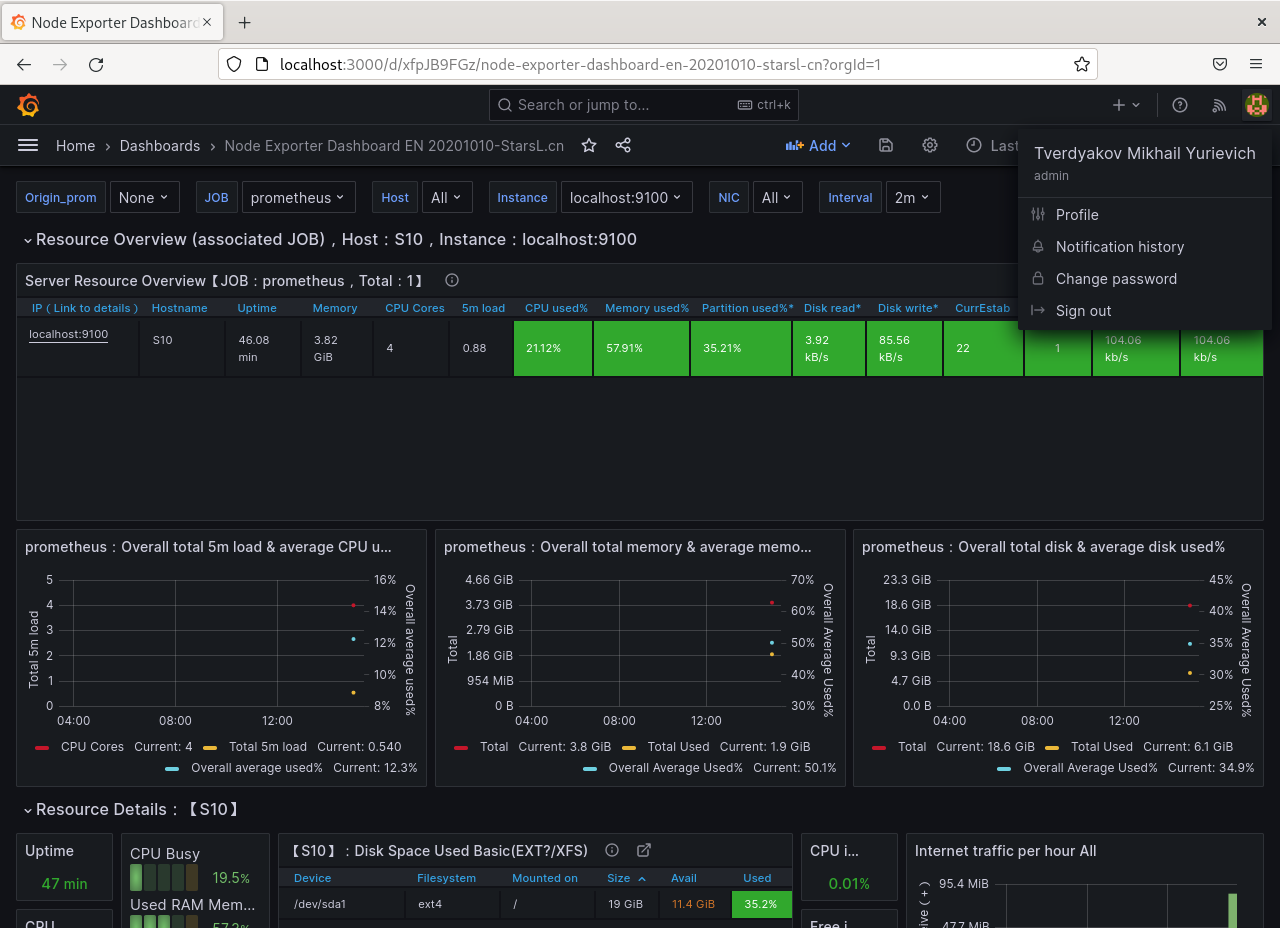 Node Exporter Dashboard
localhost:3000/d/xfpJB9FGz/node-exporter-dashboard-en-20201010-starsl-cn?orgId=1
Search or jump to... ctrl+k
Home › Dashboards › Node Exporter Dashboard EN 20201010-StarsL.cn Add Last
Tverdyakov Mikhail Yurievich
admin
Profile
Notification history
Change password
Sign out
Origin_prom None JOB prometheus Host All Instance localhost:9100 NIC All Interval 2m
Resource Overview (associated JOB) , Host : S10 , Instance : localhost:9100
Server Resource Overview【JOB : prometheus , Total : 1】
IP ( Link to details ) Hostname Uptime Memory CPU Cores 5m load CPU used% Memory used% Partition used%* Disk read* Disk write* CurrEstab
localhost:9100 S10 46.08 min 3.82 GiB 4 0.88 21.12% 57.91% 35.21% 3.92 kB/s 85.56 kB/s 22 1 104.06 kb/s 104.06 kb/s
prometheus : Overall total 5m load & average CPU u...
5
4
3
2
1
0
Total 5m load
16%
14%
12%
10%
8%
Overall average used%
04:00 08:00 12:00
CPU Cores Current: 4 Total 5m load Current: 0.540
Overall average used% Current: 12.3%
prometheus : Overall total memory & average memo...
4.66 GiB
3.73 GiB
2.79 GiB
1.86 GiB
954 MiB
0 B
Total
70%
60%
50%
40%
30%
Overall Average Used%
04:00 08:00 12:00
Total Current: 3.8 GiB Total Used Current: 1.9 GiB
Overall Average Used% Current: 50.1%
prometheus : Overall total disk & average disk used%
23.3 GiB
18.6 GiB
14.0 GiB
9.3 GiB
4.7 GiB
0.0 B
Total
45%
40%
35%
30%
25%
Overall Average Used%
04:00 08:00 12:00
Total Current: 18.6 GiB Total Used Current: 6.1 GiB
Overall Average Used% Current: 34.9%
Resource Details : 【S10】
Uptime
47 min
CPU
CPU Busy
19.5%
Used RAM Mem...
57.3%
【S10】 : Disk Space Used Basic(EXT?/XFS)
Device Filesystem Mounted on Size Avail Used
/dev/sda1 ext4 / 19 GiB 11.4 GiB 35.2%
CPU i...
0.01%
Free i
Internet traffic per hour All
95.4 MiB
47.7 MiB